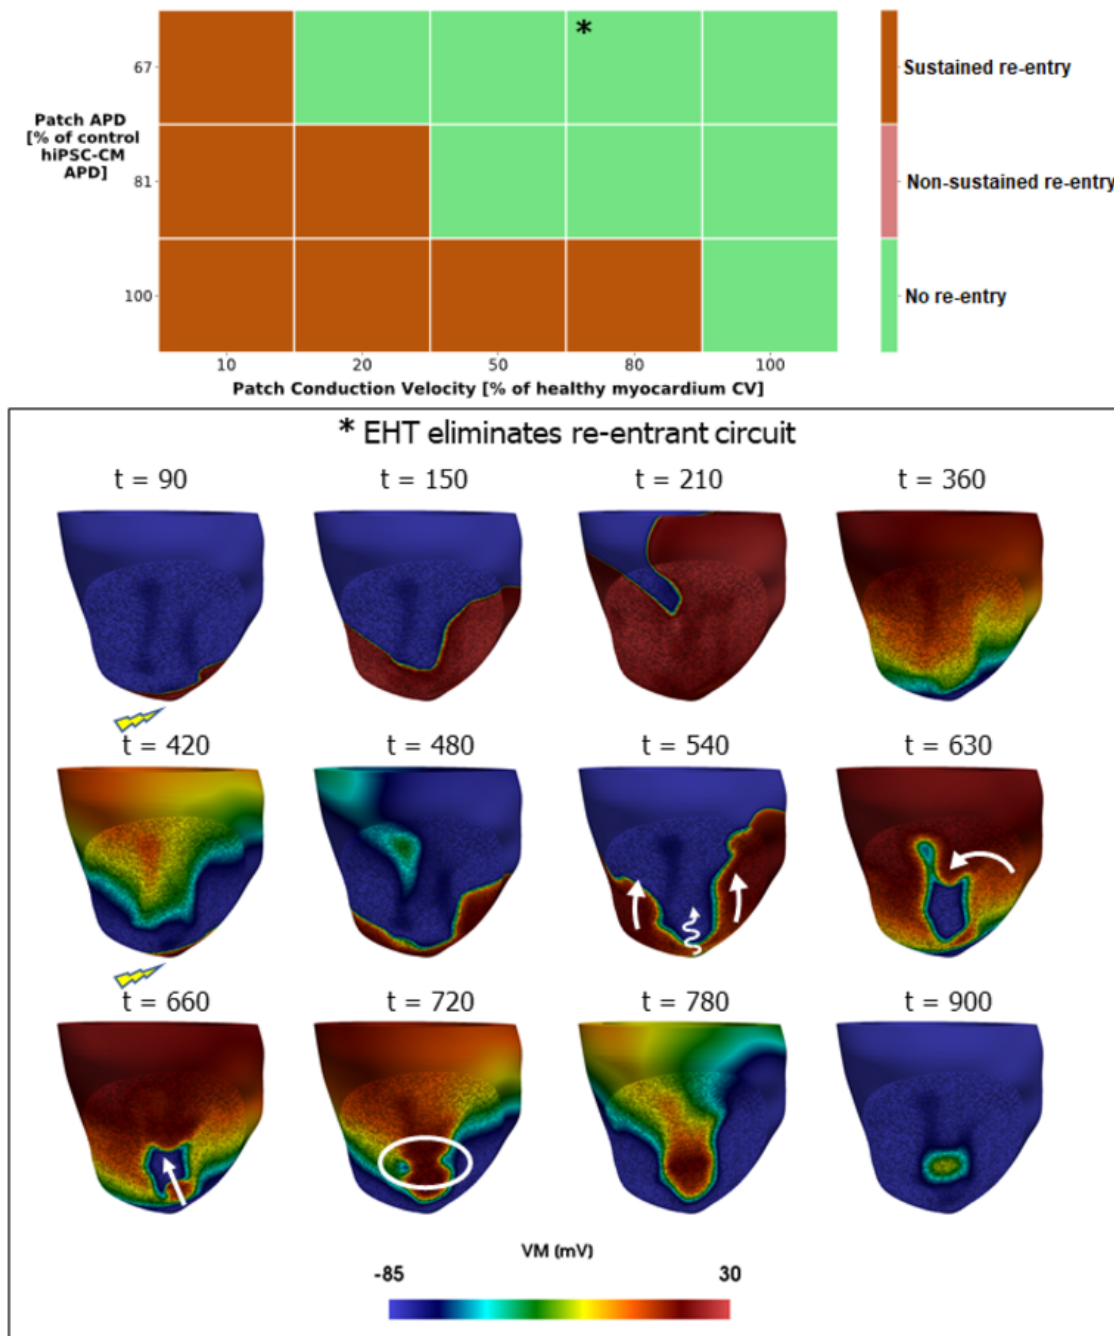 *
67
Sustained re-entry
Patch APD
[% of control
hiPSC-CM
APD]
81
Non-sustained re-entry
100
No re-entry
10 20 50 80 100
Patch Conduction Velocity [% of healthy myocardium CV]
* EHT eliminates re-entrant circuit
t = 90 t = 150 t = 210 t = 360
t = 420 t = 480 t = 540 t = 630
t = 660 t = 720 t = 780 t = 900
VM (mV)
-85 30